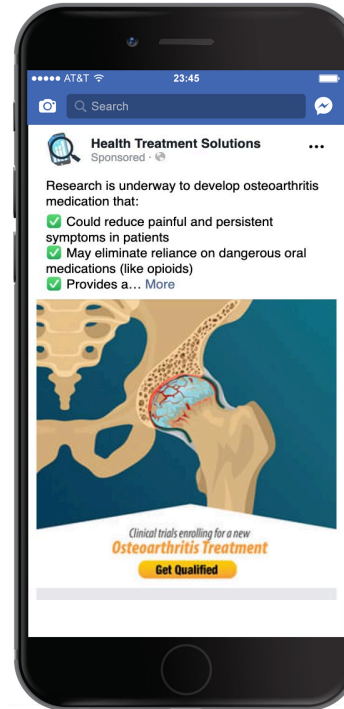 AT&T
23:45
Search
Health Treatment Solutions
Sponsored ·
Research is underway to develop osteoarthritis
medication that:
✅ Could reduce painful and persistent
symptoms in patients
✅ May eliminate reliance on dangerous oral
medications (like opioids)
✅ Provides a… More
Clinical trials enrolling for a new
Osteoarthritis Treatment
Get Qualified